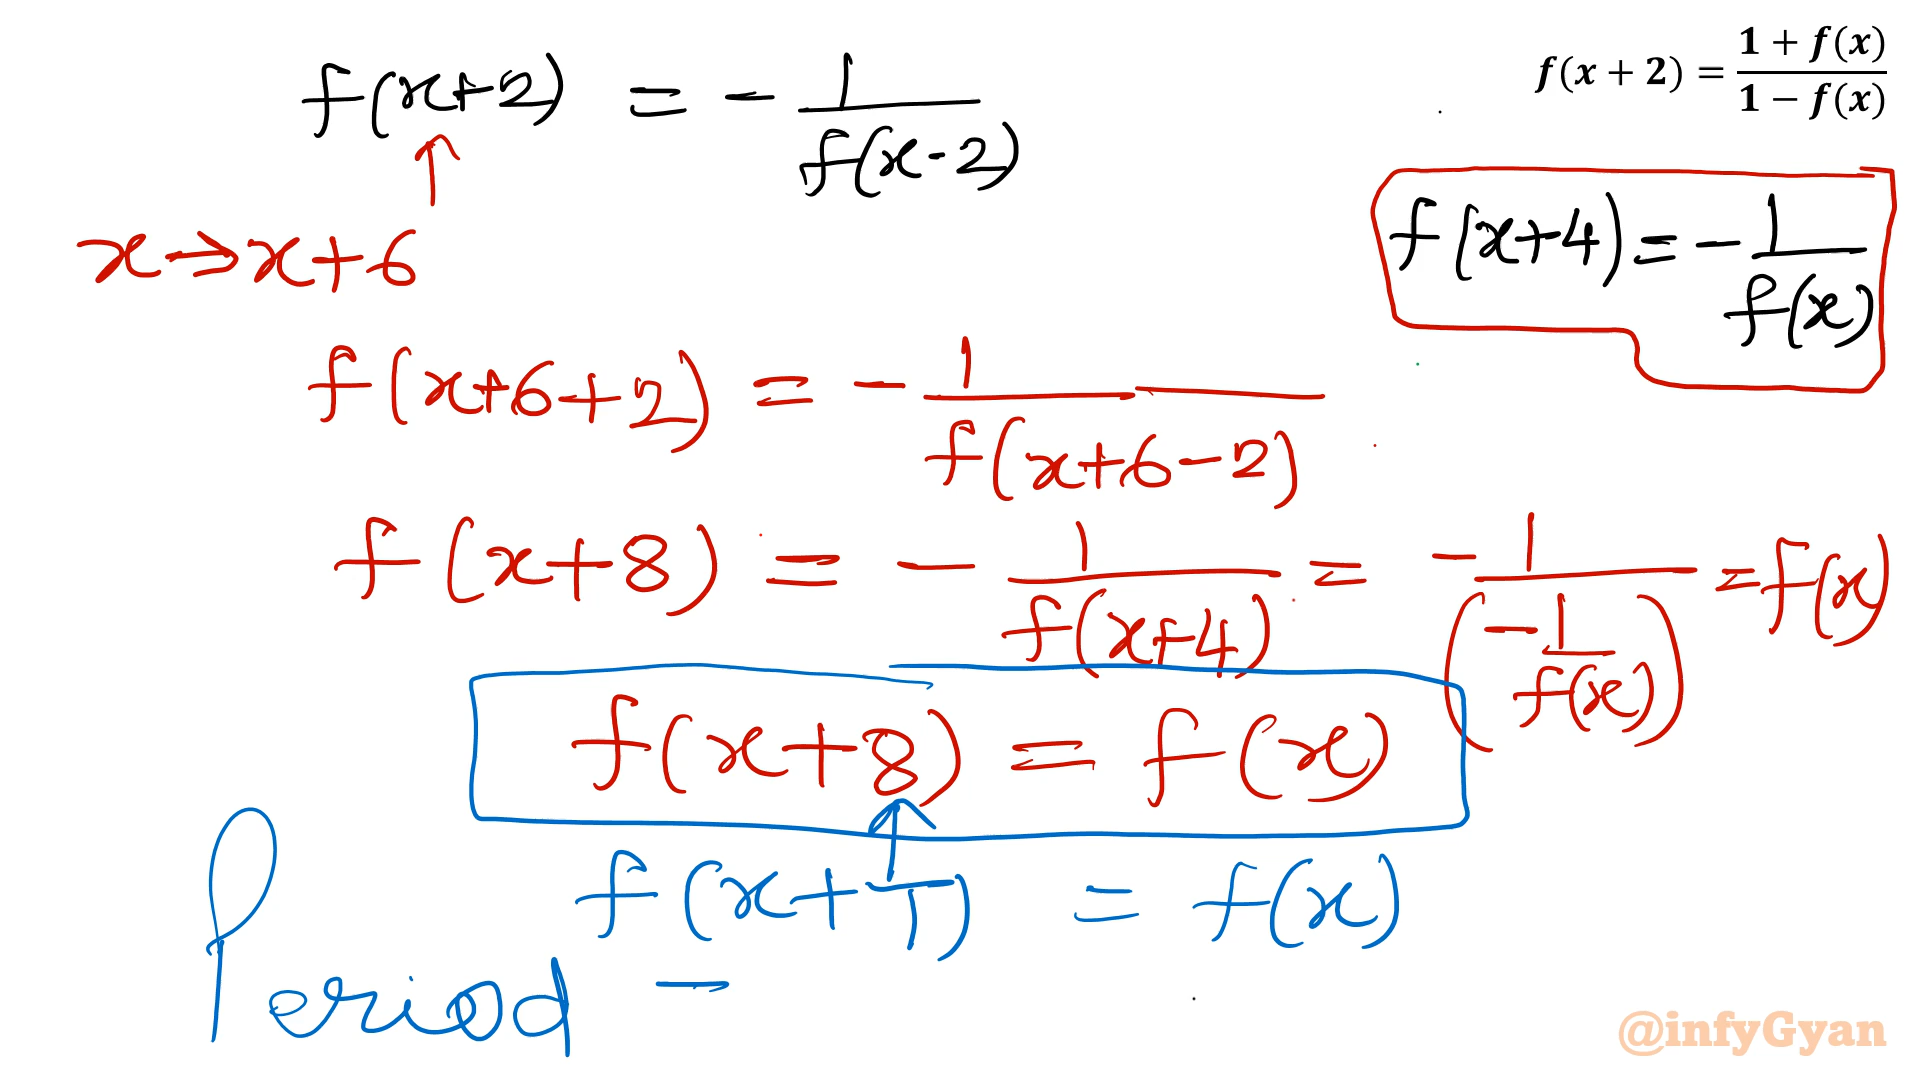 f(x+2) = - 1/f(x-2)
f(x + 2) = (1 + f(x))/(1 − f(x))
x → x+6
f(x+4) = - 1/f(x)
f(x+6+2) = - 1/f(x+6-2)
f(x+8) = - 1/f(x+4) = - 1/(- 1/f(x)) = f(x)
f(x+8) = f(x)
f(x+T) = f(x)
Period -
@infyGyan